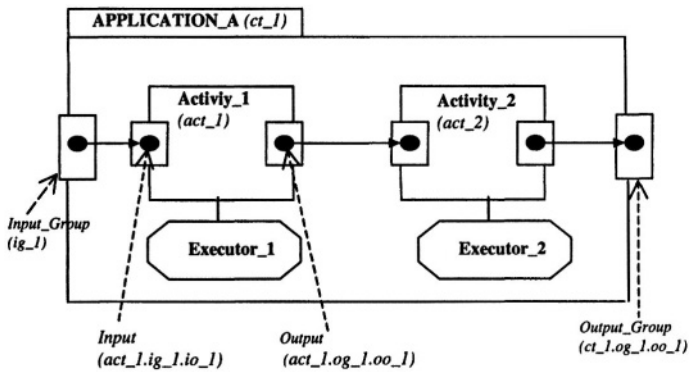 APPLICATION_A (ct_1)
Activiy_1
(act_1)
Activity_2
(act_2)
Input_Group
(ig_1)
Executor_1
Executor_2
Input
(act_1.ig_1.io_1)
Output
(act_1.og_1.oo_1)
Output_Group
(ct_1.og_1.oo_1)